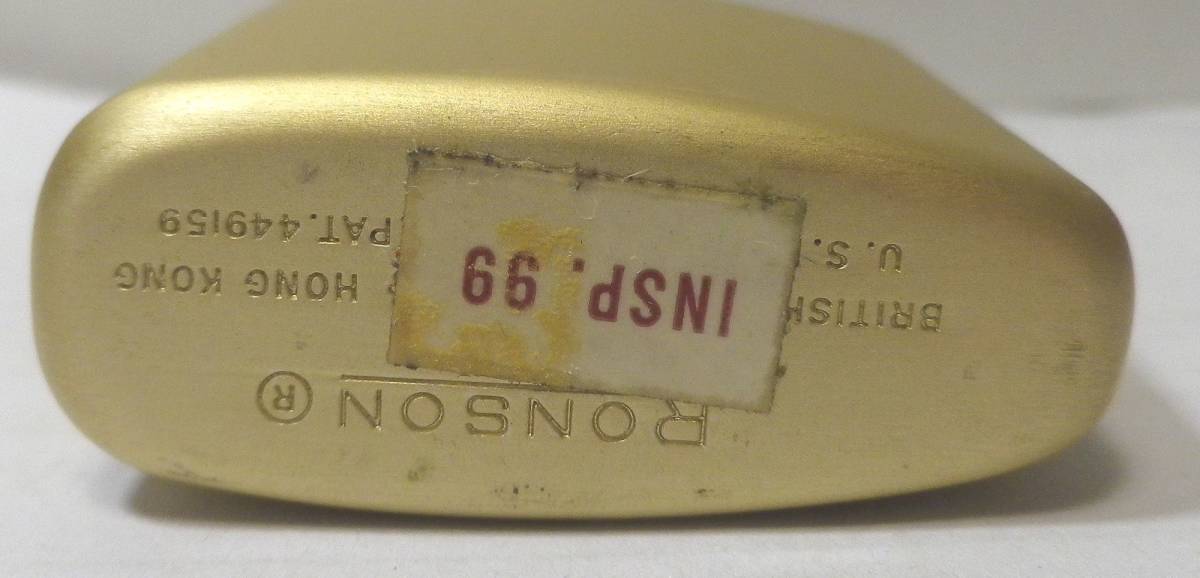 RONSON ®
BRITISH HONG KONG
U.S. PAT.449159
INSP. 99